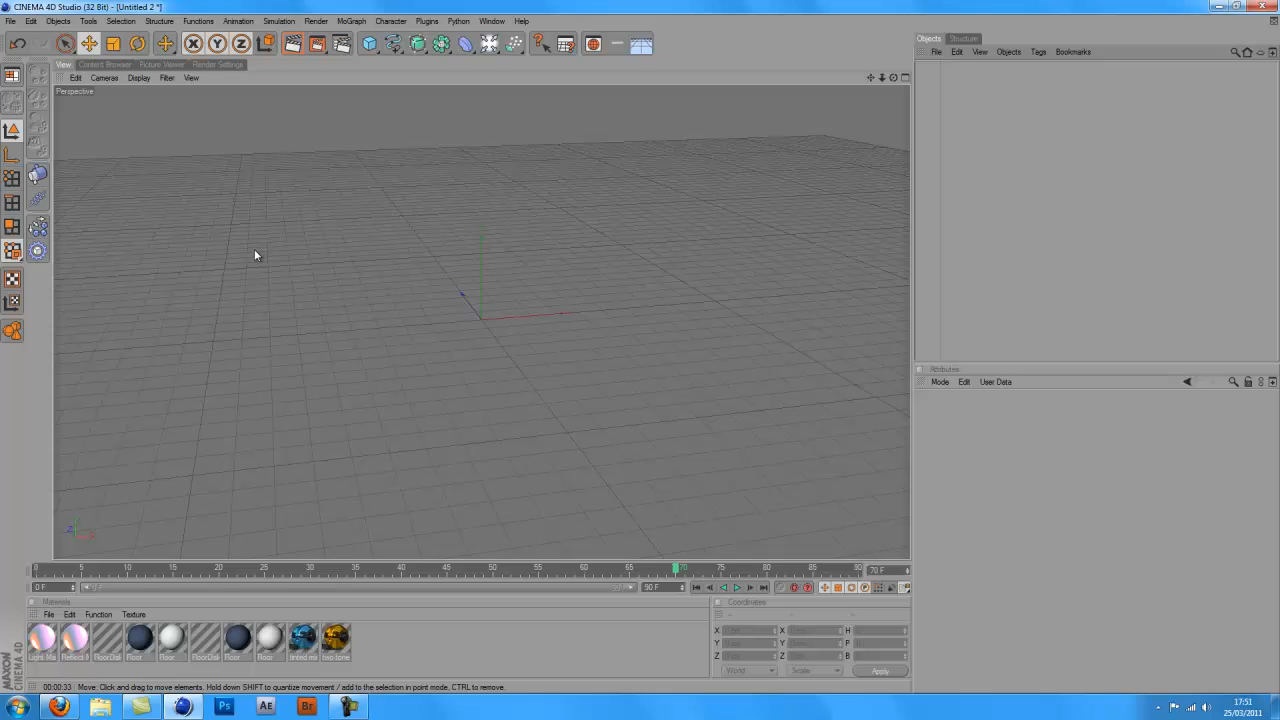 CINEMA 4D Studio (32 Bit) - [Untitled 2 *]
File Edit Objects Tools Selection Structure Functions Animation Simulation Render MoGraph Character Plugins Python Window Help
View Content Browser Picture Viewer Render Settings
Edit Cameras Display Filter View
Perspective
Objects Structure
File Edit View Objects Tags Bookmarks
Attributes
Mode Edit User Data
0 5 10 15 20 25 30 35 40 45 50 55 60 65 70 75 80 85 90
70 F
0 F
90 F
Materials
File Edit Function Texture
Floor Floor Floor Floor
Coordinates
X X H
Y Y P
Z Z B
World Scale Apply
MAXON CINEMA 4D
00:00:33 Move: Click and drag to move elements. Hold down SHIFT to quantize movement / add to the selection in point mode, CTRL to remove.
Ps AE Br
17:51
25/03/2011